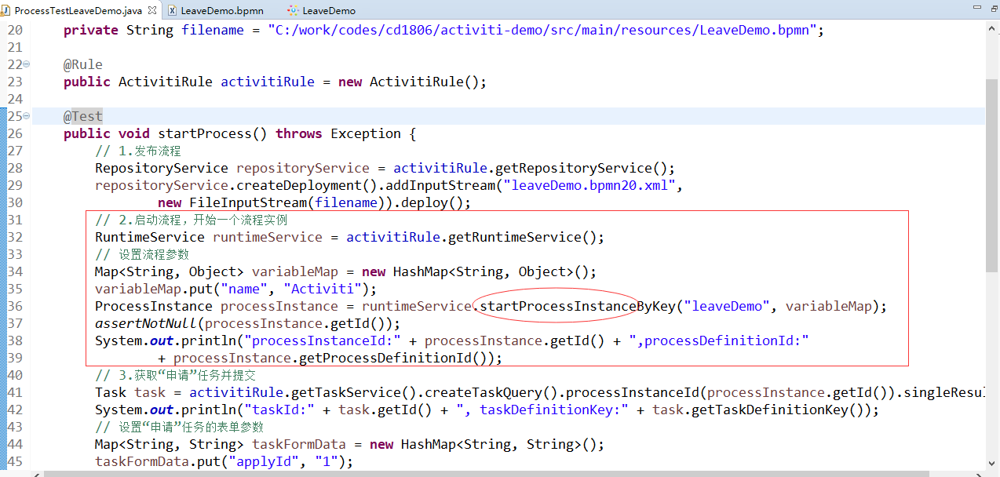 ProcessTestLeaveDemo.java LeaveDemo.bpmn LeaveDemo
20 private String filename = "C:/work/codes/cd1806/activiti-demo/src/main/resources/LeaveDemo.bpmn";
21
22 @Rule
23 public ActivitiRule activitiRule = new ActivitiRule();
24
25 @Test
26 public void startProcess() throws Exception {
27 // 1.发布流程
28 RepositoryService repositoryService = activitiRule.getRepositoryService();
29 repositoryService.createDeployment().addInputStream("leaveDemo.bpmn20.xml",
30 new FileInputStream(filename)).deploy();
31 // 2.启动流程，开始一个流程实例
32 RuntimeService runtimeService = activitiRule.getRuntimeService();
33 // 设置流程参数
34 Map<String, Object> variableMap = new HashMap<String, Object>();
35 variableMap.put("name", "Activiti");
36 ProcessInstance processInstance = runtimeService.startProcessInstanceByKey("leaveDemo", variableMap);
37 assertNotNull(processInstance.getId());
38 System.out.println("processInstanceId:" + processInstance.getId() + ",processDefinitionId:"
39 + processInstance.getProcessDefinitionId());
40 // 3.获取“申请”任务并提交
41 Task task = activitiRule.getTaskService().createTaskQuery().processInstanceId(processInstance.getId()).singleResul
42 System.out.println("taskId:" + task.getId() + ", taskDefinitionKey:" + task.getTaskDefinitionKey());
43 // 设置“申请”任务的表单参数
44 Map<String, String> taskFormData = new HashMap<String, String>();
45 taskFormData.put("applyId", "1");